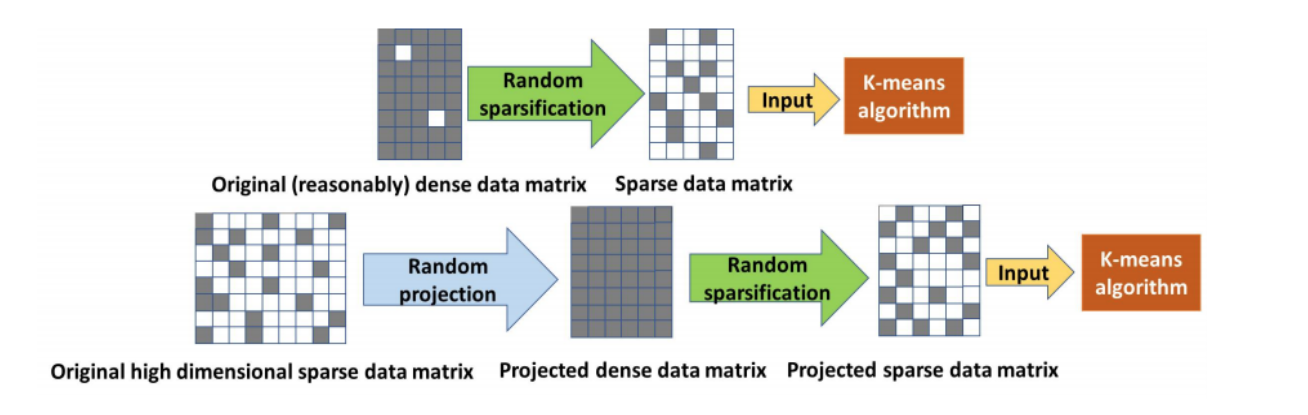 Random
sparsification
Input
K-means
algorithm
Original (reasonably) dense data matrix
Sparse data matrix
Random
projection
Random
sparsification
Input
K-means
algorithm
Original high dimensional sparse data matrix
Projected dense data matrix
Projected sparse data matrix